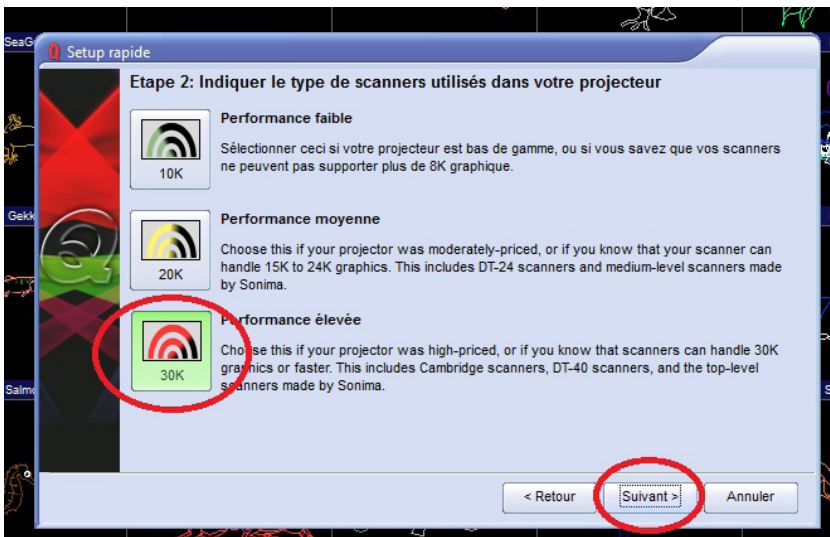 SeaG
Setup rapide
Etape 2: Indiquer le type de scanners utilisés dans votre projecteur
10K
Performance faible
Sélectionner ceci si votre projecteur est bas de gamme, ou si vous savez que vos scanners
ne peuvent pas supporter plus de 8K graphique.
Gekk
20K
Performance moyenne
Choose this if your projector was moderately-priced, or if you know that your scanner can
handle 15K to 24K graphics. This includes DT-24 scanners and medium-level scanners made
by Sonima.
Salmo
30K
Performance élevée
Choose this if your projector was high-priced, or if you know that scanners can handle 30K
graphics or faster. This includes Cambridge scanners, DT-40 scanners, and the top-level
scanners made by Sonima.
< Retour
Suivant >
Annuler